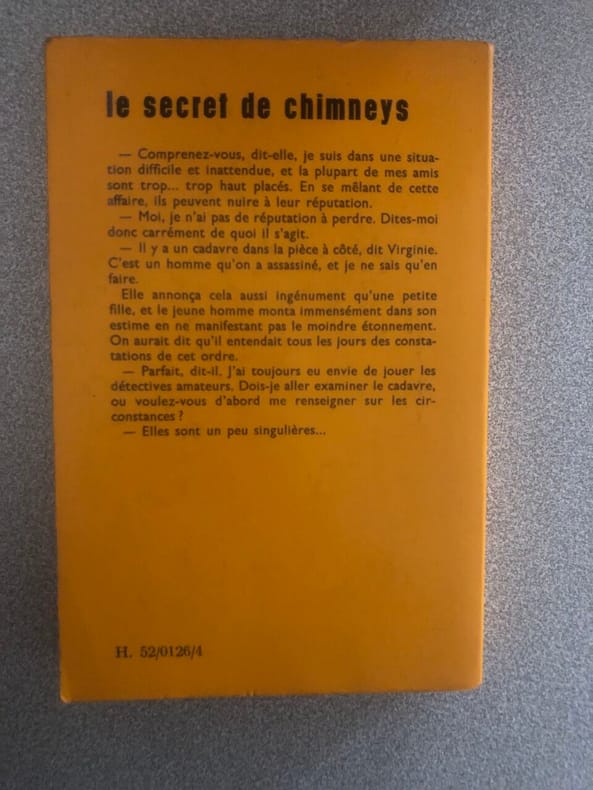 le secret de chimneys
— Comprenez-vous, dit-elle, je suis dans une situa-
tion difficile et inattendue, et la plupart de mes amis
sont trop... trop haut placés. En se mêlant de cette
affaire, ils peuvent nuire à leur réputation.
— Moi, je n'ai pas de réputation à perdre. Dites-moi
donc carrément de quoi il s'agit.
— Il y a un cadavre dans la pièce à côté, dit Virginie.
C'est un homme qu'on a assassiné, et je ne sais qu'en
faire.
Elle annonça cela aussi ingénument qu'une petite
fille, et le jeune homme monta immensément dans son
estime en ne manifestant pas le moindre étonnement.
On aurait dit qu'il entendait tous les jours des consta-
tations de cet ordre.
— Parfait, dit-il. J'ai toujours eu envie de jouer les
détectives amateurs. Dois-je aller examiner le cadavre,
ou voulez-vous d'abord me renseigner sur les cir-
constances ?
— Elles sont un peu singulières...
H. 52/0126/4